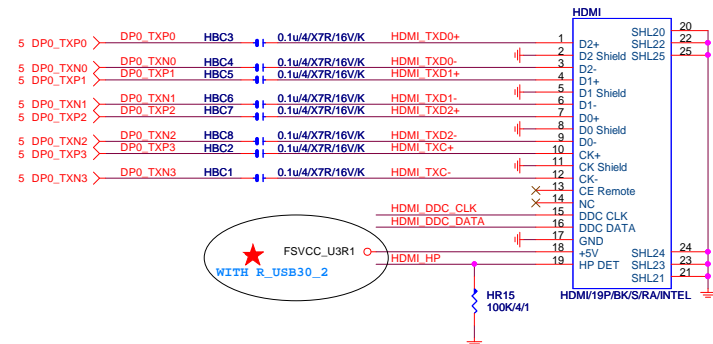 HDMI
5 DP0_TXP0 DP0_TXP0 HBC3 0.1u/4/X7R/16V/K HDMI_TXD0+ 1 D2+ SHL20 20
2 D2 Shield SHL22 22
5 DP0_TXN0 DP0_TXN0 HBC4 0.1u/4/X7R/16V/K HDMI_TXD0- 3 D2- SHL25 25
5 DP0_TXP1 DP0_TXP1 HBC5 0.1u/4/X7R/16V/K HDMI_TXD1+ 4 D1+
5 D1 Shield
5 DP0_TXN1 DP0_TXN1 HBC6 0.1u/4/X7R/16V/K HDMI_TXD1- 6 D1-
5 DP0_TXP2 DP0_TXP2 HBC7 0.1u/4/X7R/16V/K HDMI_TXD2+ 7 D0+
8 D0 Shield
5 DP0_TXN2 DP0_TXN2 HBC8 0.1u/4/X7R/16V/K HDMI_TXD2- 9 D0-
5 DP0_TXP3 DP0_TXP3 HBC2 0.1u/4/X7R/16V/K HDMI_TXC+ 10 CK+
11 CK Shield
5 DP0_TXN3 DP0_TXN3 HBC1 0.1u/4/X7R/16V/K HDMI_TXC- 12 CK-
13 CE Remote
14 NC
HDMI_DDC_CLK 15 DDC CLK
HDMI_DDC_DATA 16 DDC DATA
17 GND
FSVCC_U3R1 18 +5V SHL24 24
WITH R_USB30_2 HDMI_HP 19 HP DET SHL23 23
SHL21 21
HR15 HDMI/19P/BK/S/RA/INTEL
100K/4/1